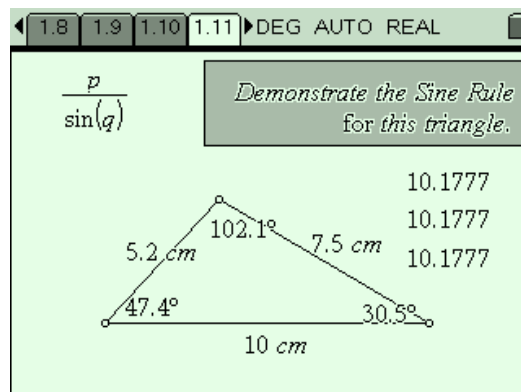 1.8 1.9 1.10 1.11 DEG AUTO REAL
p
sin(q)
Demonstrate the Sine Rule
for this triangle.
10.1777
102.1°
10.1777
5.2 cm
7.5 cm
10.1777
47.4°
30.5°
10 cm